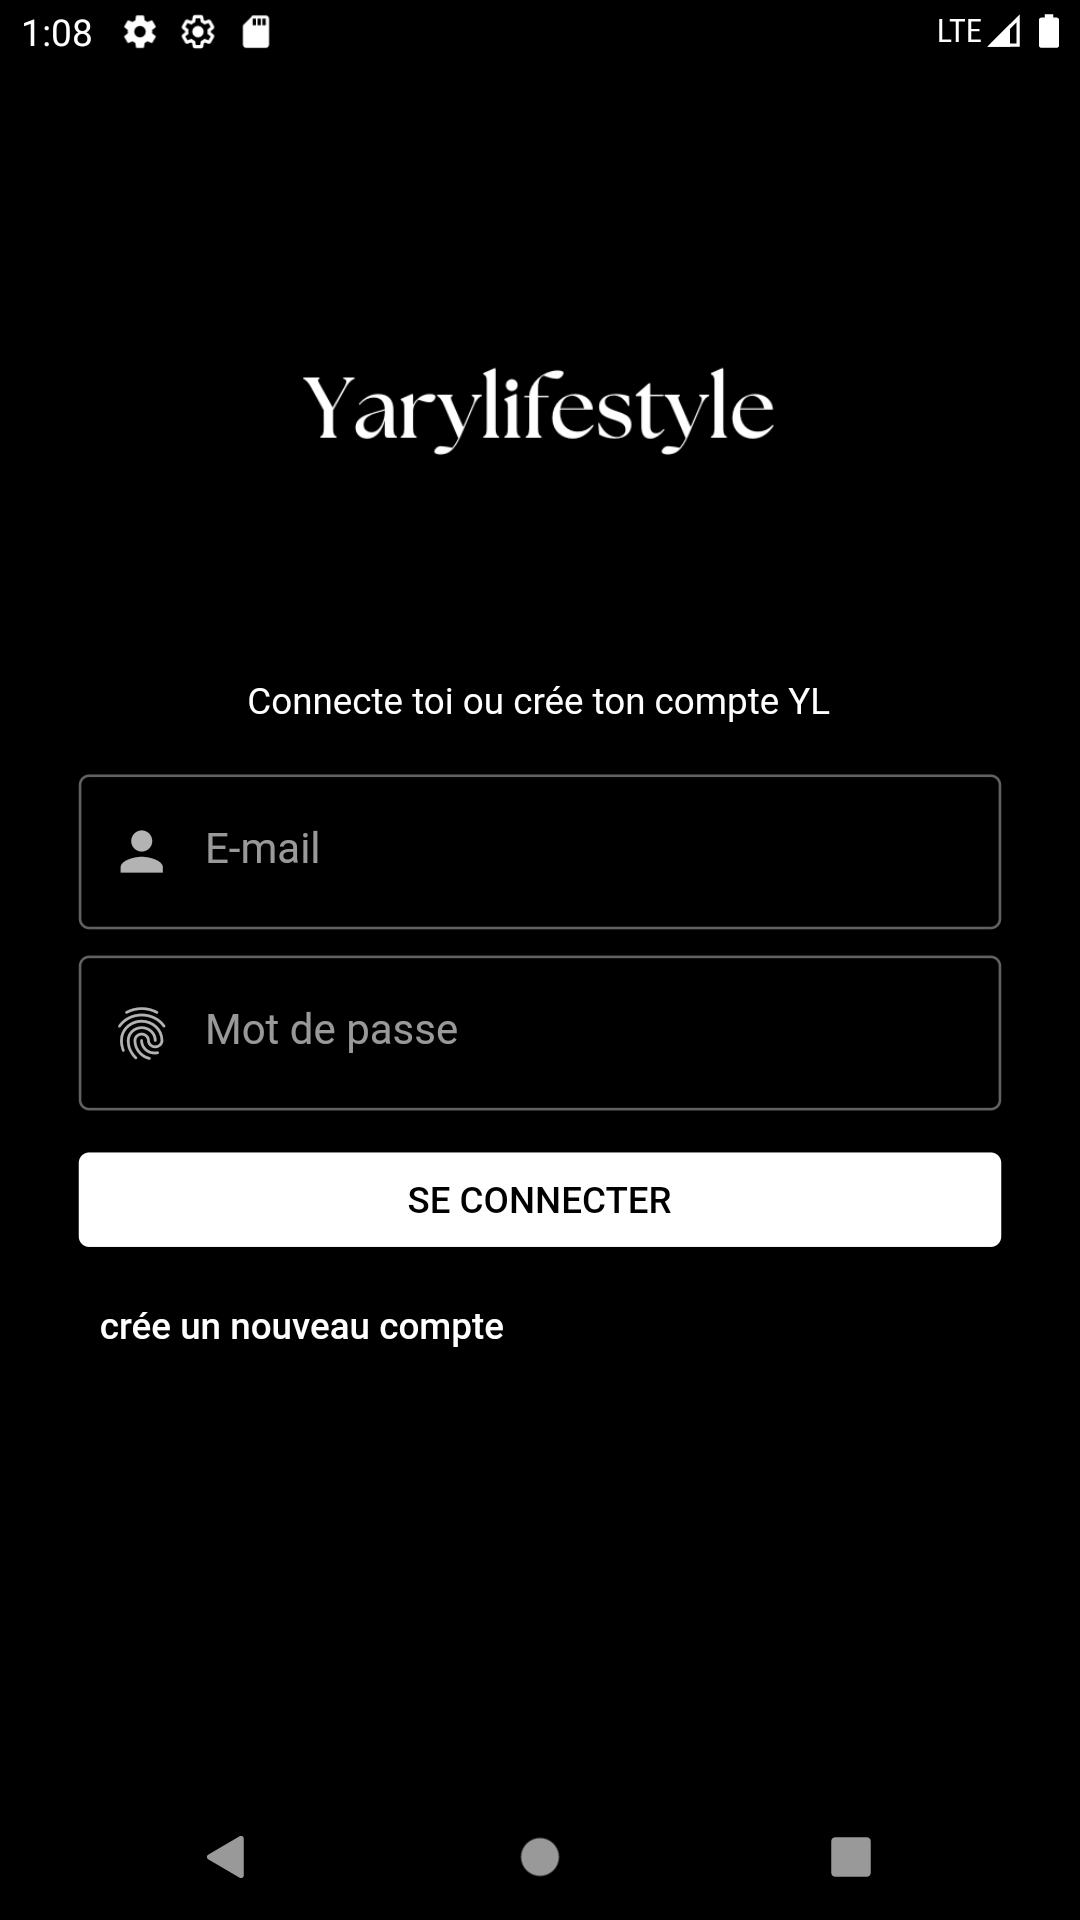 1:08 LTE
Yarylifestyle
Connecte toi ou crée ton compte YL
E-mail
Mot de passe
SE CONNECTER
crée un nouveau compte